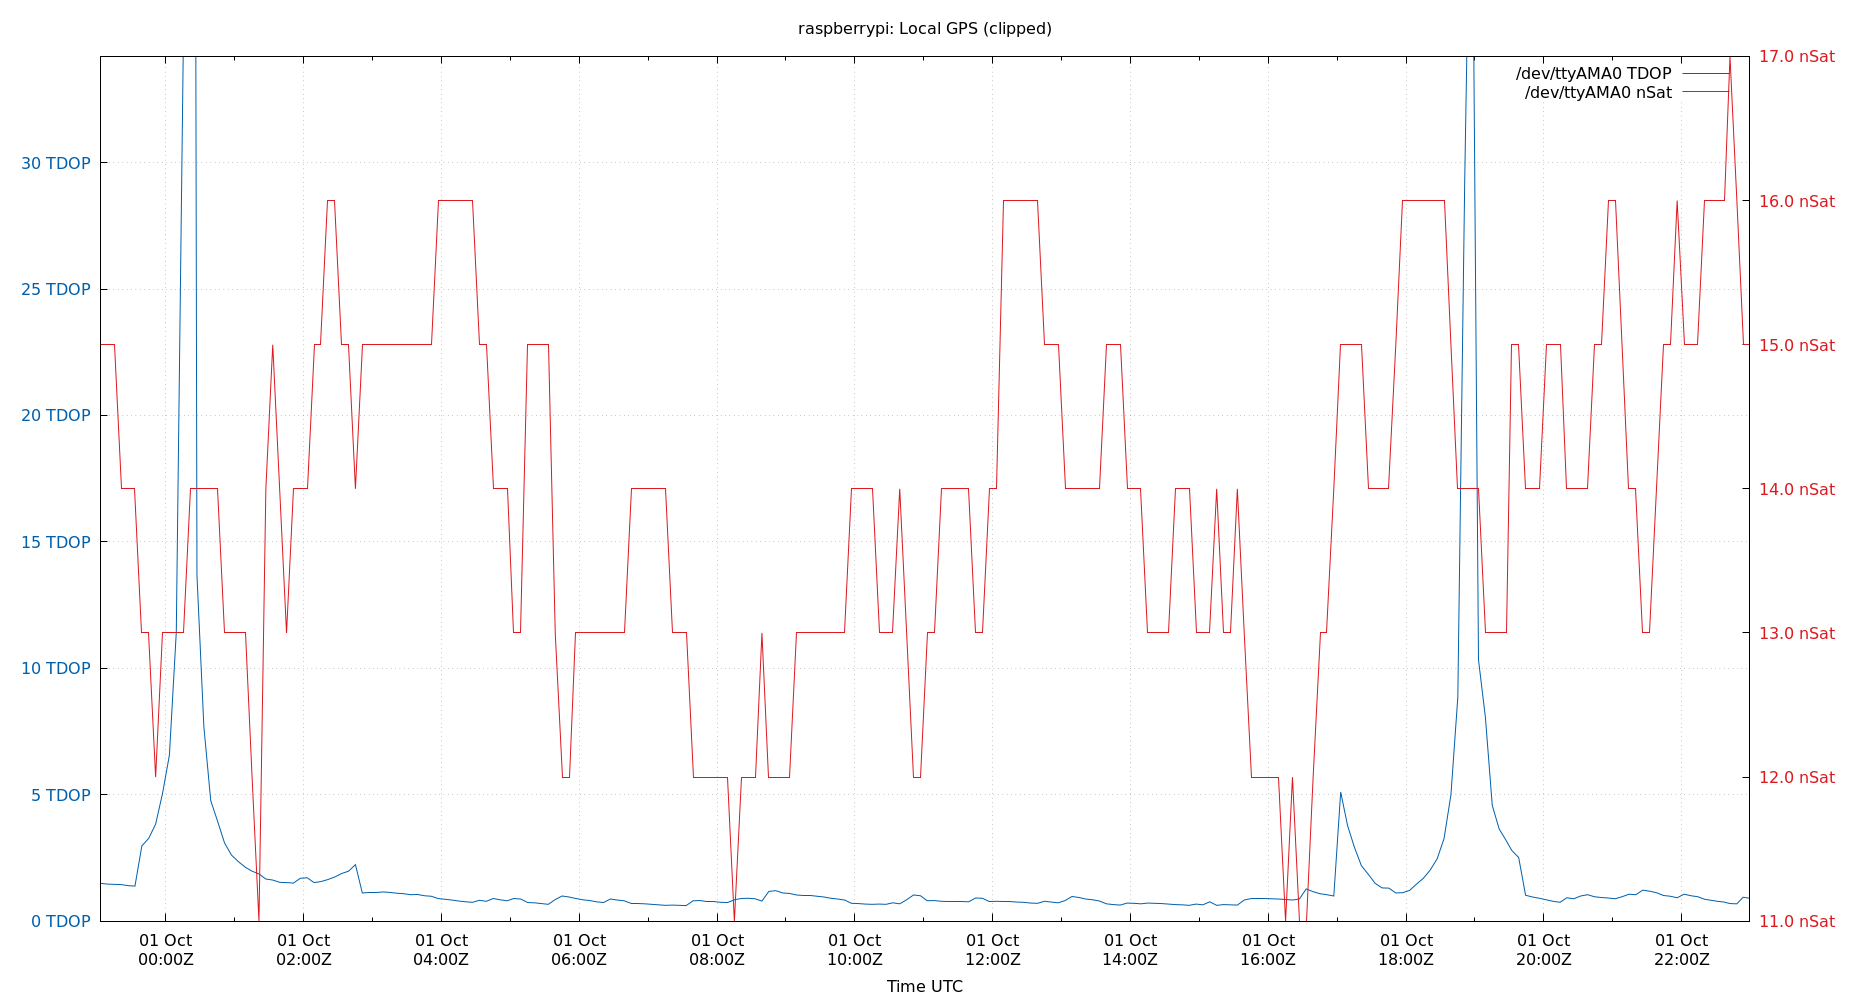 raspberrypi: Local GPS (clipped)
/dev/ttyAMA0 TDOP
/dev/ttyAMA0 nSat
30 TDOP
25 TDOP
20 TDOP
15 TDOP
10 TDOP
5 TDOP
0 TDOP
17.0 nSat
16.0 nSat
15.0 nSat
14.0 nSat
13.0 nSat
12.0 nSat
11.0 nSat
01 Oct
00:00Z
01 Oct
02:00Z
01 Oct
04:00Z
01 Oct
06:00Z
01 Oct
08:00Z
01 Oct
10:00Z
01 Oct
12:00Z
01 Oct
14:00Z
01 Oct
16:00Z
01 Oct
18:00Z
01 Oct
20:00Z
01 Oct
22:00Z
Time UTC